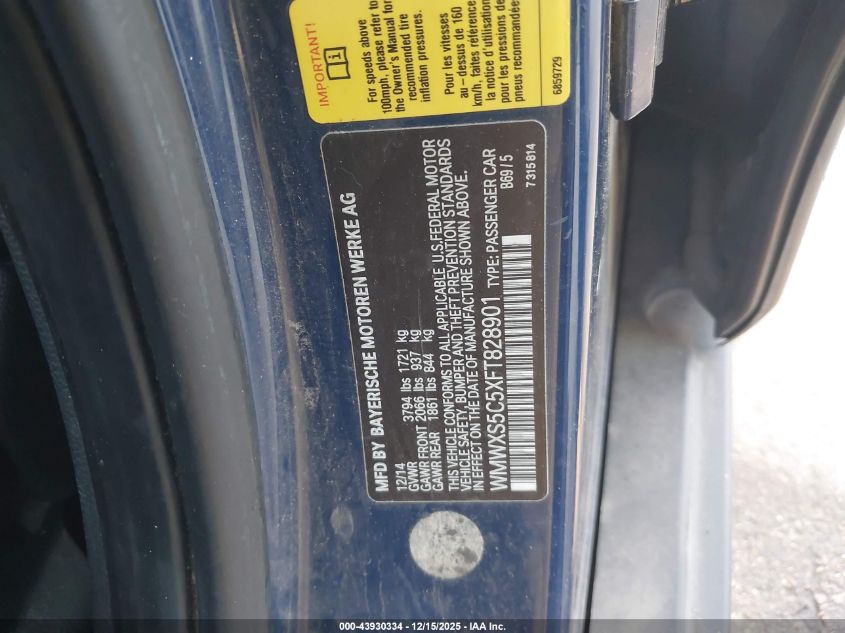 IMPORTANT!
For speeds above
100mph, please refer to
the Owner's Manual for
recommended tire
inflation pressures.
Pour les vitesses
au - dessus de 160
km/h, faites référence
la notice d'utilisation
pour les pressions de
pneus recommandées
6859729
MFD BY BAYERISCHE MOTOREN WERKE AG
12/14
GVWR 3794 lbs 1721 kg
GAWR FRONT 2066 lbs 937 kg
GAWR REAR 1861 lbs 844 kg
THIS VEHICLE CONFORMS TO ALL APPLICABLE U.S.FEDERAL MOTOR
VEHICLE SAFETY, BUMPER AND THEFT PREVENTION STANDARDS
IN EFFECT ON THE DATE OF MANUFACTURE SHOWN ABOVE.
WMWXS5C5XFT828901 TYPE: PASSENGER CAR
B69/5
7315814
000-43930334 - 12/15/2025 - IAA Inc.